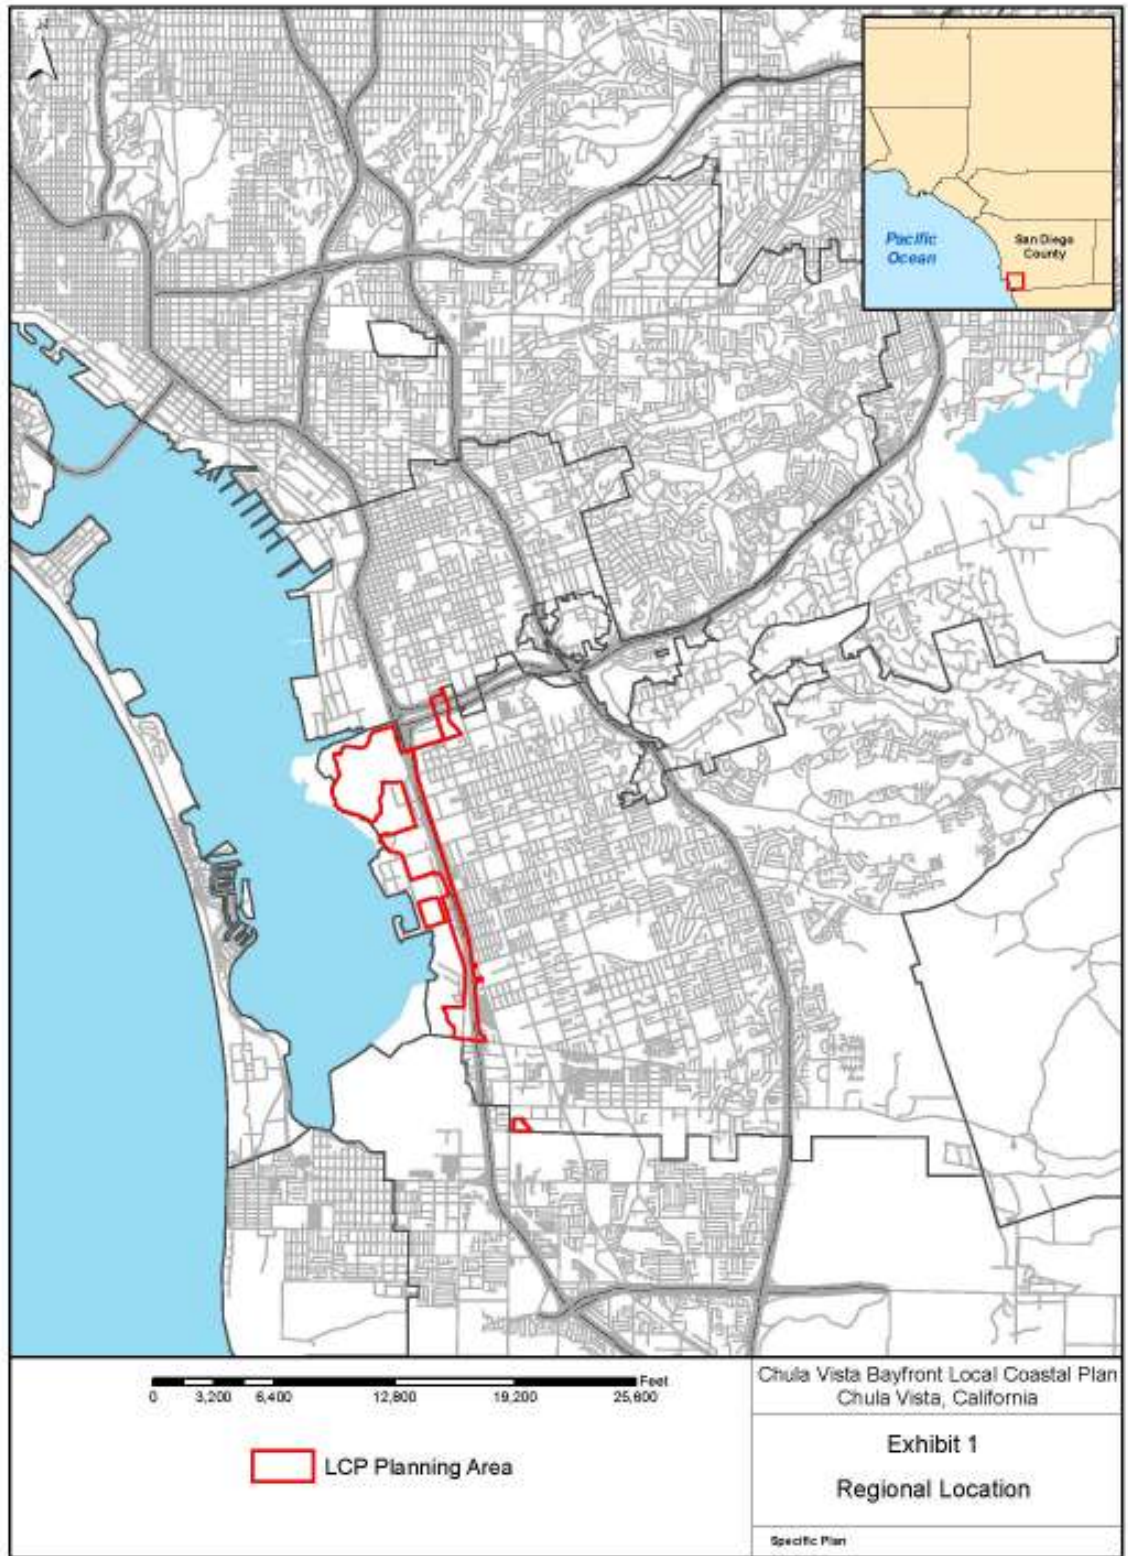 N
Pacific
Ocean
San Diego
County
Feet
0 3,200 6,400 12,800 19,200 25,600
LCP Planning Area
Chula Vista Bayfront Local Coastal Plan
Chula Vista, California
Exhibit 1
Regional Location
Specific Plan